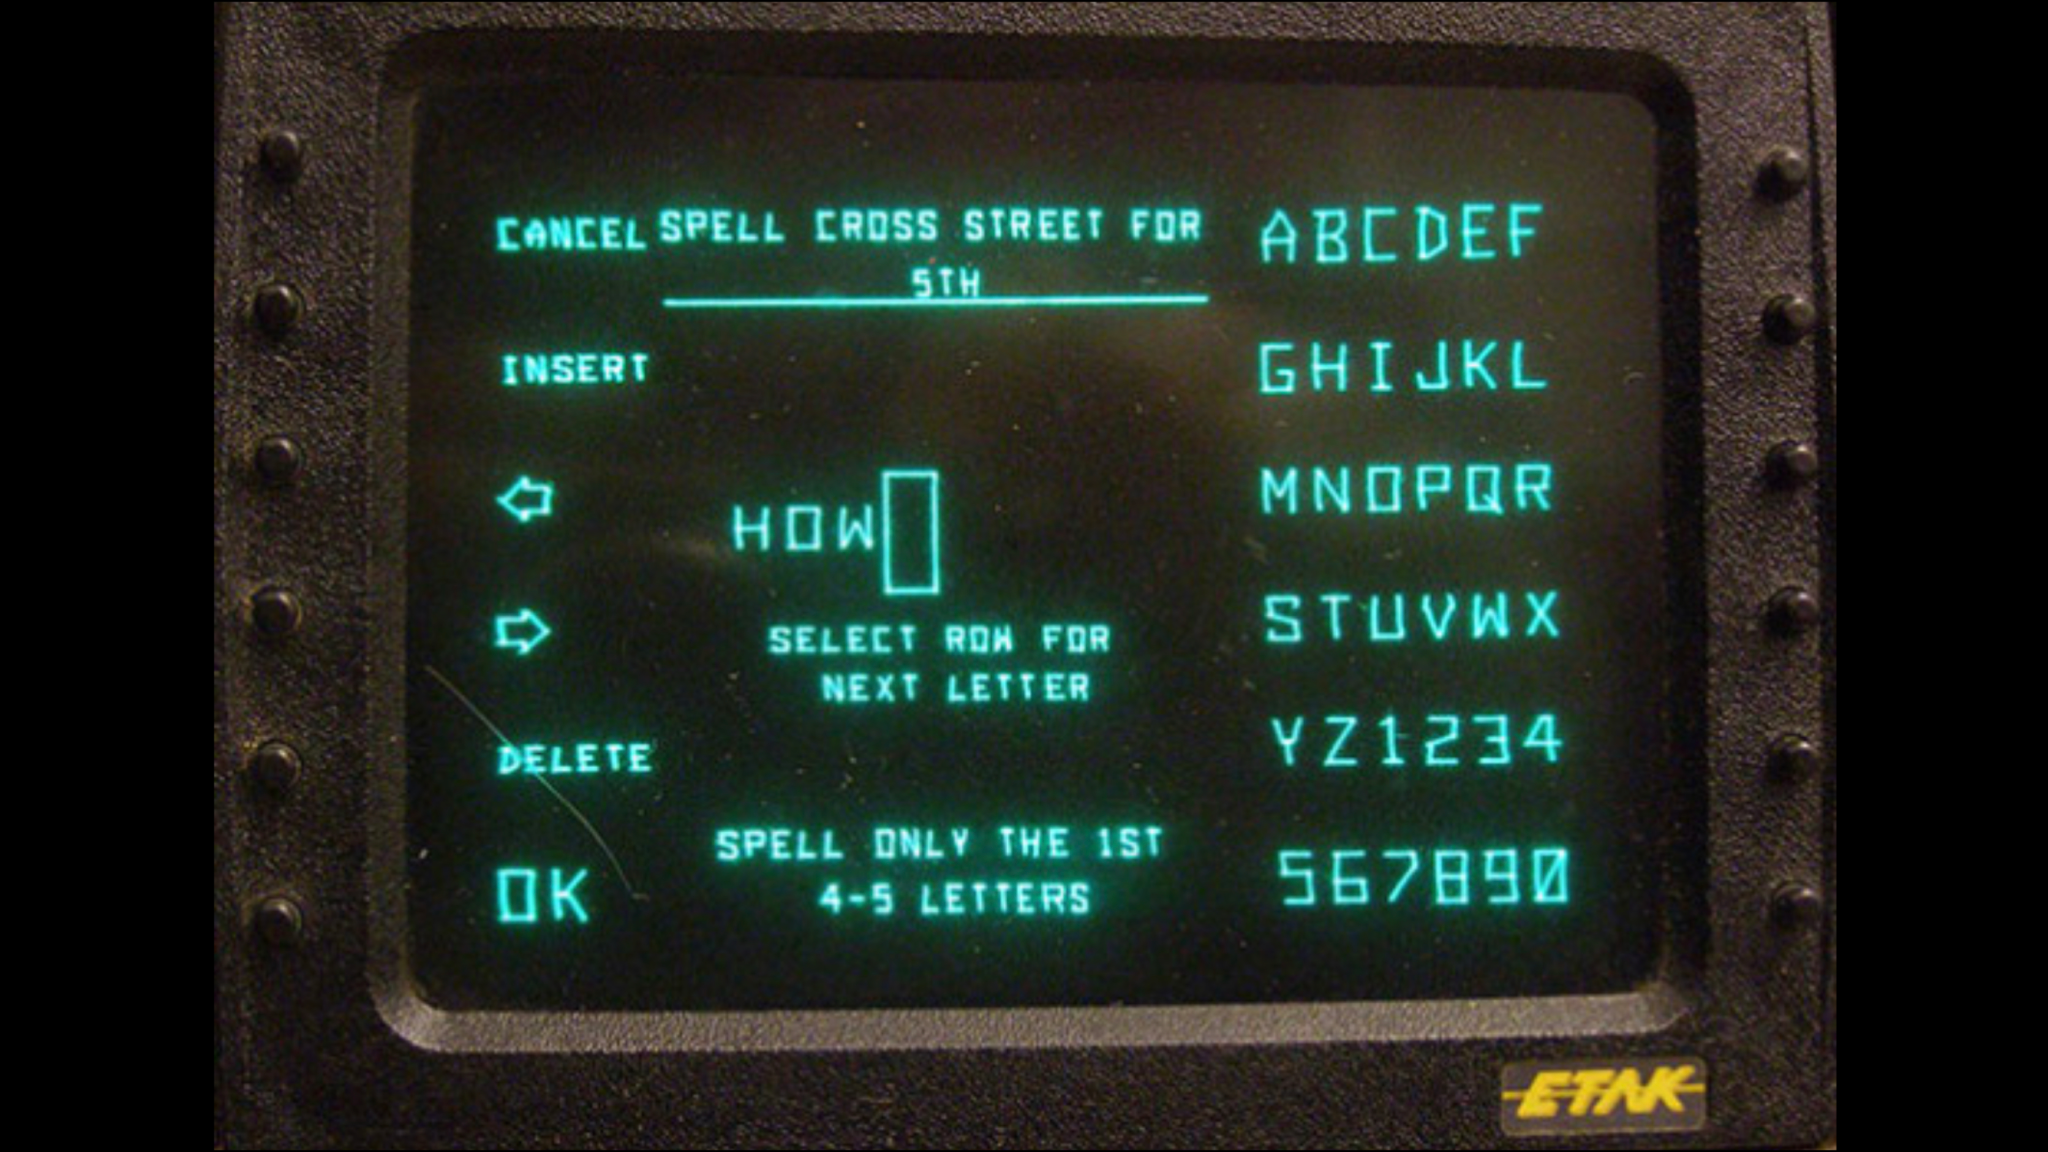 CANCEL
SPELL CROSS STREET FOR
5TH
INSERT
HOW
SELECT ROW FOR
NEXT LETTER
DELETE
SPELL ONLY THE 1ST
4-5 LETTERS
OK
ABCDEF
GHIJKL
MNOPQR
STUVWX
YZ1234
567890
ETAK